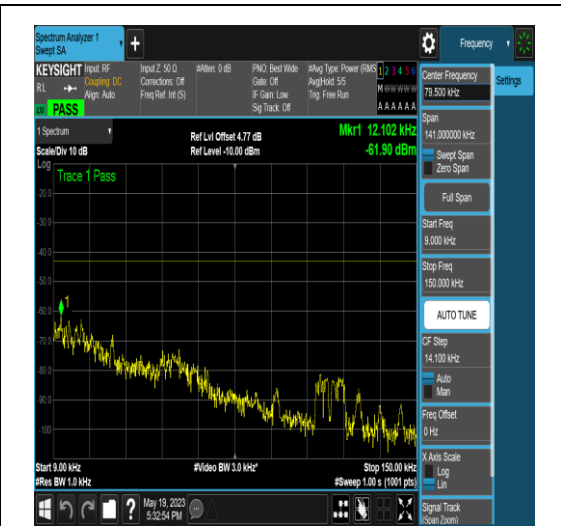 Spectrum Analyzer 1
Swept SA
+
Frequency
KEYSIGHT
RL
PASS
Input: RF
Coupling: DC
Align: Auto
Input Z: 50 Ω
Corrections: Off
Freq Ref: Int (S)
#Atten: 0 dB
PNO: Best Wide
Gate: Off
IF Gain: Low
Sig Track: Off
#Avg Type: Power (RMS
Avg|Hold: 5/5
Trig: Free Run
1 2 3 4 5 6
M W W W W W
A A A A A A
1 Spectrum
Scale/Div 10 dB
Ref Lvl Offset 4.77 dB
Ref Level -10.00 dBm
Mkr1 12.102 kHz
-61.90 dBm
Log
Trace 1 Pass
-20.0
-30.0
-40.0
-50.0
-60.0
-70.0
-80.0
-90.0
-100
1
Start 9.00 kHz
#Res BW 1.0 kHz
#Video BW 3.0 kHz*
Stop 150.00 kHz
#Sweep 1.00 s (1001 pts)
?
May 19, 2023
5:32:54 PM
Center Frequency
79.500 kHz
Settings
Span
141.000000 kHz
Swept Span
Zero Span
Full Span
Start Freq
9.000 kHz
Stop Freq
150.000 kHz
AUTO TUNE
CF Step
14.100 kHz
Auto
Man
Freq Offset
0 Hz
X Axis Scale
Log
Lin
Signal Track
(Span Zoom)